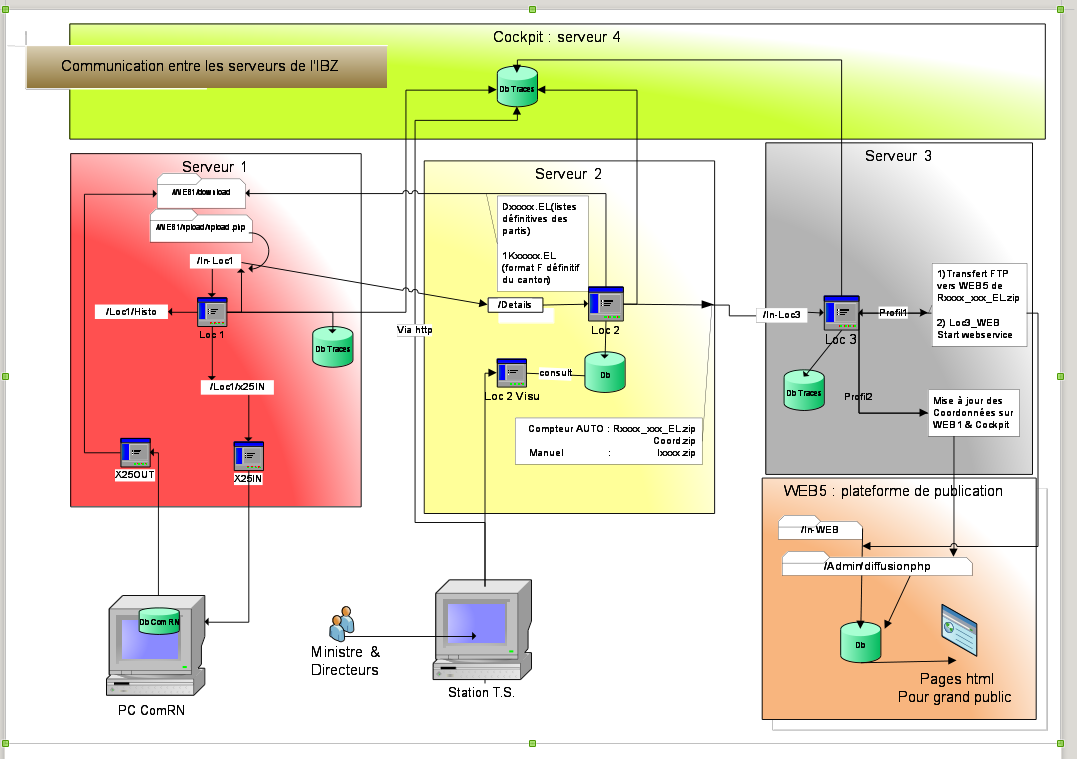 Cockpit : serveur 4
Communication entre les serveurs de l'IBZ
Db Traces
Serveur 1
/WEB1/download
/WEB1/upload/upload.php
/In-Loc1
/Loc1/Histo
Loc 1
Db Traces
/Loc1/x25IN
X25OUT
X25IN
Via http
Serveur 2
Dxxxxx.EL(listes
définitives des
partis)
1Kxxxxx.EL
(format F définitif
du canton)
/Details
Loc 2
Loc 2 Visu
consult
Db
Compteur AUTO : Rxxxx_xxx_EL.zip
Coord.zip
Manuel : Ixxxx.zip
Serveur 3
/In-Loc3
Loc 3
Profil1
1)Transfert FTP
vers WEB5 de
Rxxxx_xxx_EL.zip
2) Loc3_WEB
Start webservice
Db Traces
Profil2
Mise à jour des
Coordonnées sur
WEB1 & Cockpit
WEB5 : plateforme de publication
/In-WEB
/Admin/diffusionphp
Db
Pages html
Pour grand public
Db Com RN
PC ComRN
Ministre &
Directeurs
Station T.S.